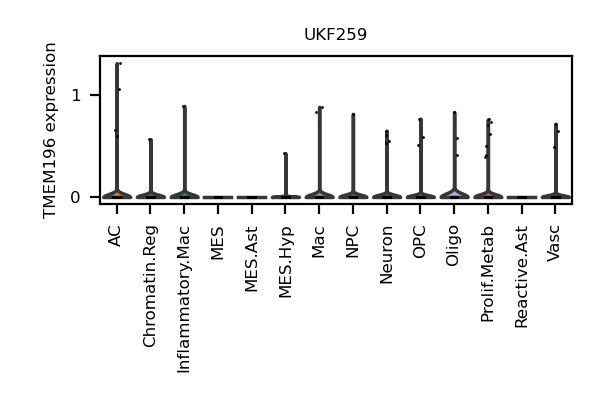 UKF259
TMEM196 expression
1
0
AC
Chromatin.Reg
Inflammatory.Mac
MES
MES.Ast
MES.Hyp
Mac
NPC
Neuron
OPC
Oligo
Prolif.Metab
Reactive.Ast
Vasc